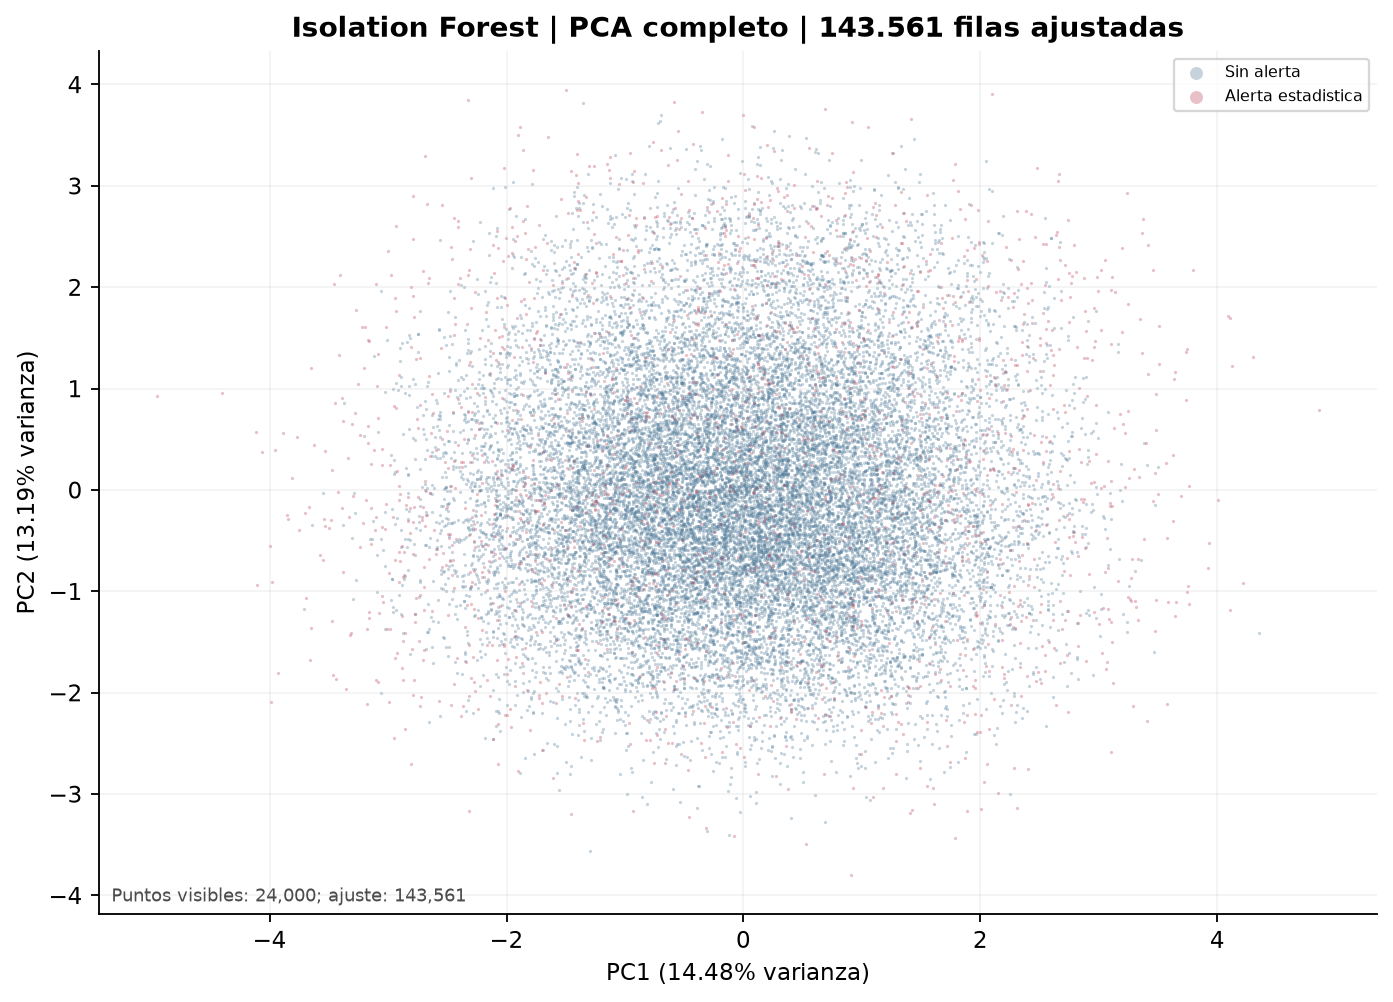 Isolation Forest | PCA completo | 143.561 filas ajustadas
Sin alerta
Alerta estadistica
4
3
2
1
0
−1
−2
−3
−4
PC2 (13.19% varianza)
Puntos visibles: 24,000; ajuste: 143,561
−4
−2
0
2
4
PC1 (14.48% varianza)